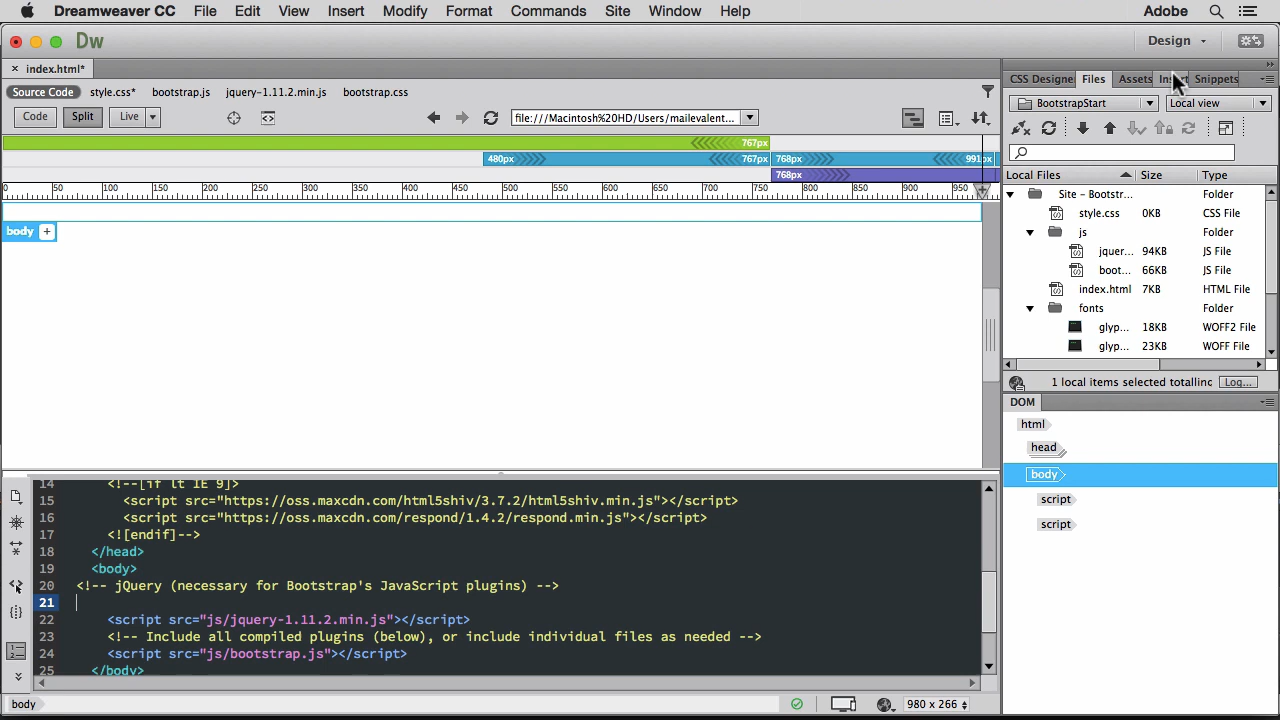 Dreamweaver CC File Edit View Insert Modify Format Commands Site Window Help Adobe
Dw Design
× index.html*
CSS Designe Files Assets Snippets
Source Code style.css* bootstrap.js jquery-1.11.2.min.js bootstrap.css
BootstrapStart Local view
Code Split Live file:///Macintosh%20HD/Users/mailevalent...
767px
480px 767px 768px 991px
768px
0 50 100 150 200 250 300 350 400 450 500 550 600 650 700 750 800 850 900 950
body +
Local Files Size Type
Site – Bootstr... Folder
style.css 0KB CSS File
js Folder
jquer... 94KB JS File
boot... 66KB JS File
index.html 7KB HTML File
fonts Folder
glyp... 18KB WOFF2 File
glyp... 23KB WOFF File
1 local items selected totallinc Log...
DOM
html
head
body
script
script
14 <!--[if lt IE 9]>
15 <script src="https://oss.maxcdn.com/html5shiv/3.7.2/html5shiv.min.js"></script>
16 <script src="https://oss.maxcdn.com/respond/1.4.2/respond.min.js"></script>
17 <![endif]-->
18 </head>
19 <body>
20 <!-- jQuery (necessary for Bootstrap's JavaScript plugins) -->
21
22 <script src="js/jquery-1.11.2.min.js"></script>
23 <!-- Include all compiled plugins (below), or include individual files as needed -->
24 <script src="js/bootstrap.js"></script>
25 </body>
body 980 x 266